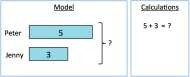 Model
Calculations
Peter
5
Jenny
3
?
5 + 3 = ?